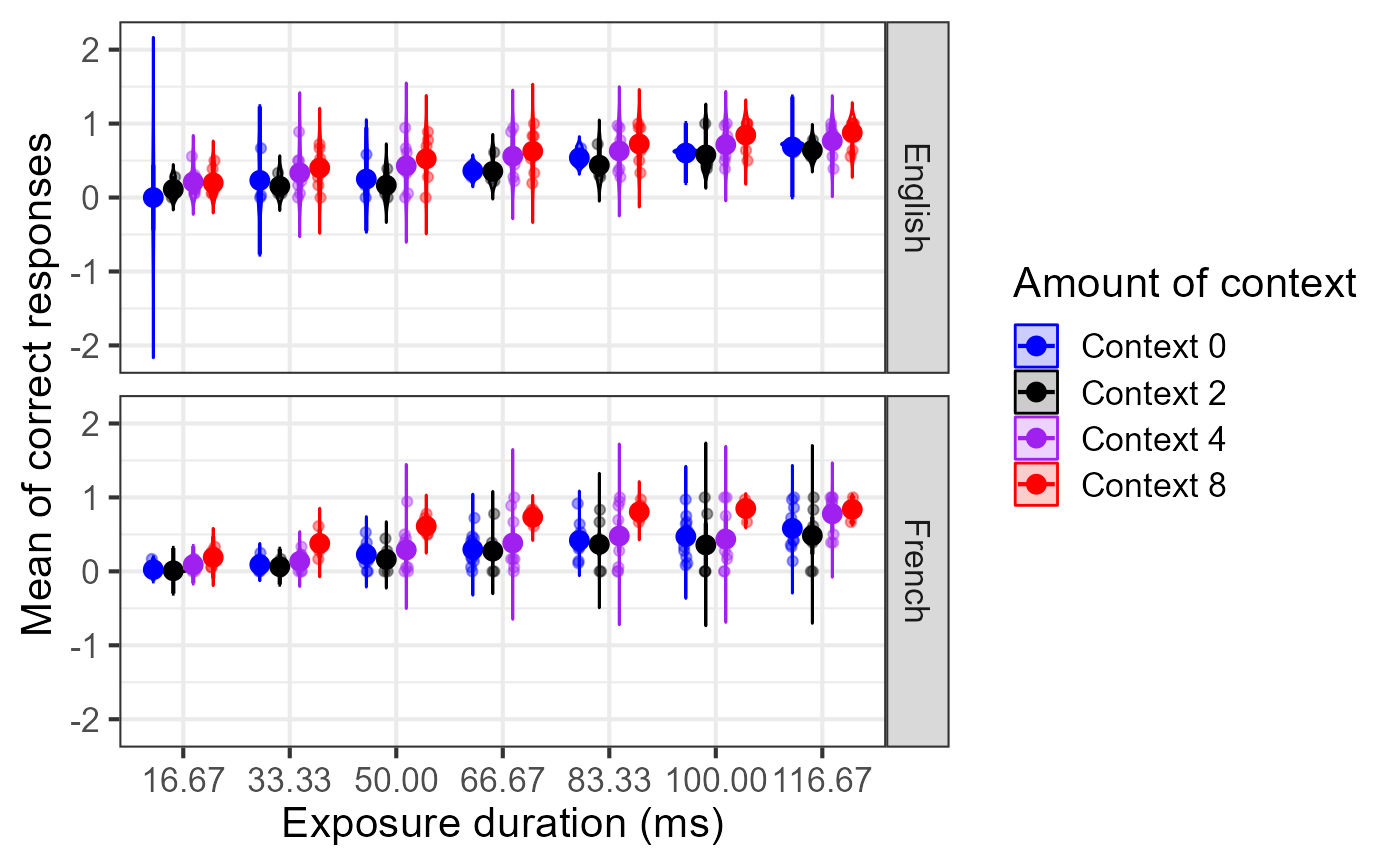 Mean of correct responses
2
1
0
-1
-2
English
2
1
0
-1
-2
French
16.67 33.33 50.00 66.67 83.33 100.00 116.67
Exposure duration (ms)
Amount of context
Context 0
Context 2
Context 4
Context 8